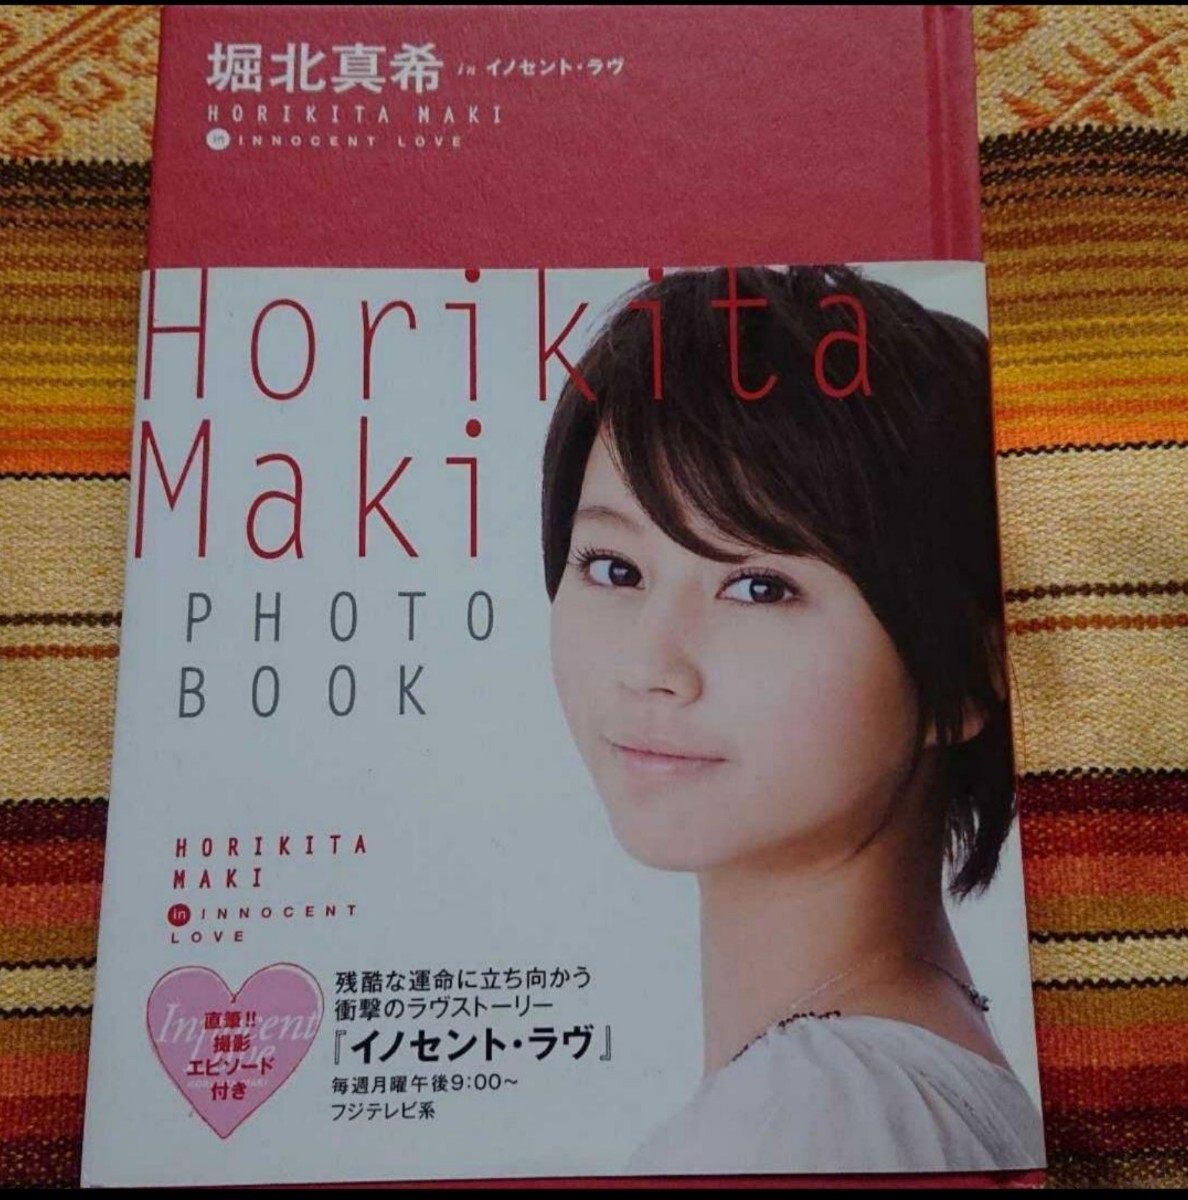 堀北真希 in イノセント・ラヴ
HORIKITA MAKI
in INNOCENT LOVE
Horikita
Maki
PHOTO
BOOK
HORIKITA
MAKI
in INNOCENT
LOVE
Innocent
Love
HORIKITA MAKI
直筆!!
撮影
エピソード
付き
残酷な運命に立ち向かう
衝撃のラヴストーリー
『イノセント・ラヴ』
毎週月曜午後9:00～
フジテレビ系